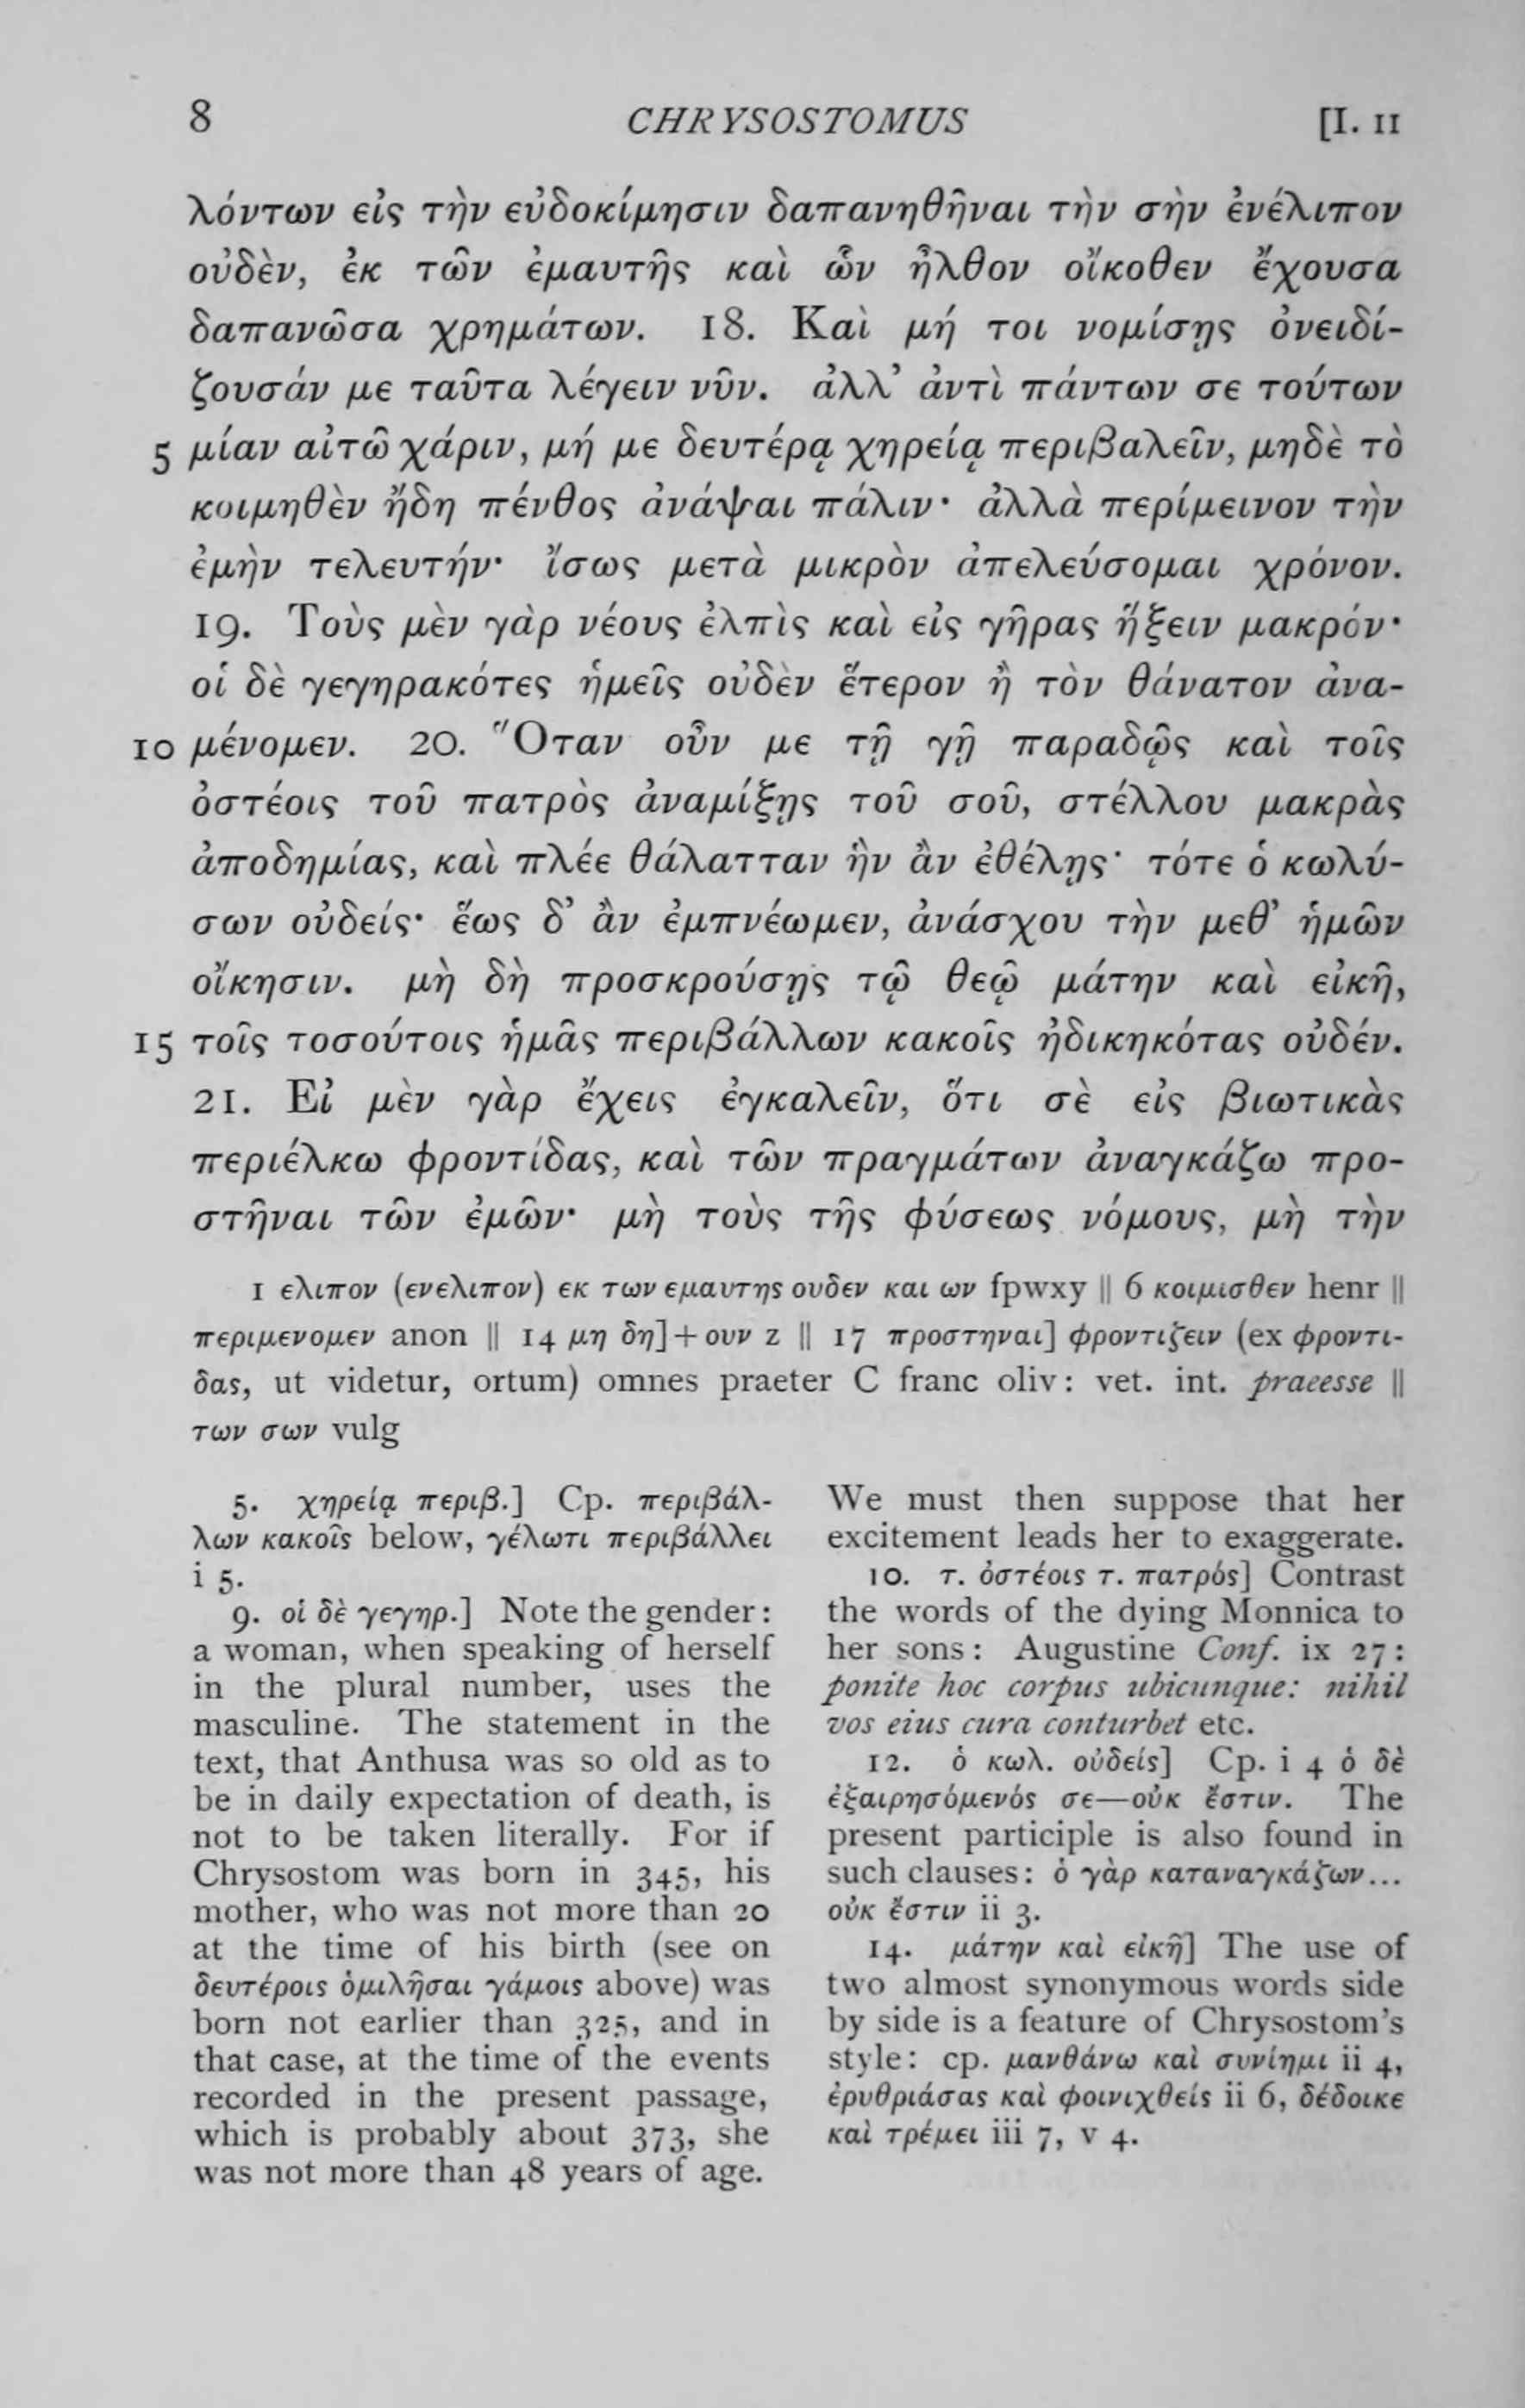 8 CHRYSOSTOMUS [I. 11
λόντων εἰς τὴν εὐδοκίμησιν δαπανηθῆναι τὴν σὴν ἐνέλιπον
οὐδὲν, ἐκ τῶν ἐμαυτῆς καὶ ὧν ἦλθον οἴκοθεν ἔχουσα
δαπανῶσα χρημάτων. 18. Καὶ μή τοι νομίσῃς ὀνειδί-
ζουσάν με ταῦτα λέγειν νῦν. ἀλλ’ ἀντὶ πάντων σε τούτων
5 μίαν αἰτῶ χάριν, μή με δευτέρᾳ χηρείᾳ περιβαλεῖν, μηδὲ τὸ
κοιμηθὲν ἤδη πένθος ἀνάψαι πάλιν· ἀλλὰ περίμεινον τὴν
ἐμὴν τελευτήν· ἴσως μετὰ μικρὸν ἀπελεύσομαι χρόνον.
19. Τοὺς μὲν γὰρ νέους ἐλπὶς καὶ εἰς γῆρας ἥξειν μακρόν·
οἱ δὲ γεγηρακότες ἡμεῖς οὐδὲν ἕτερον ἢ τὸν θάνατον ἀνα-
10 μένομεν. 20. Ὅταν οὖν με τῇ γῇ παραδῷς καὶ τοῖς
ὀστέοις τοῦ πατρὸς ἀναμίξῃς τοῦ σοῦ, στέλλου μακρὰς
ἀποδημίας, καὶ πλέε θάλατταν ἣν ἂν ἐθέλῃς· τότε ὁ κωλύ-
σων οὐδείς· ἕως δ’ ἂν ἐμπνέωμεν, ἀνάσχου τὴν μεθ’ ἡμῶν
οἴκησιν. μὴ δὴ προσκρούσῃς τῷ θεῷ μάτην καὶ εἰκῆ,
15 τοῖς τοσούτοις ἡμᾶς περιβάλλων κακοῖς ἠδικηκότας οὐδέν.
21. Εἰ μὲν γὰρ ἔχεις ἐγκαλεῖν, ὅτι σὲ εἰς βιωτικὰς
περιέλκω φροντίδας, καὶ τῶν πραγμάτων ἀναγκάζω προ-
στῆναι τῶν ἐμῶν· μὴ τοὺς τῆς φύσεως νόμους, μὴ τὴν
1 ελιπον (ενελιπον) εκ των εμαυτης ουδεν και ων fpwxy || 6 κοιμισθεν henr ||
περιμενομεν anon || 14 μη δη]+ουν z || 17 προστηναι] φροντιζειν (ex φροντι-
δας, ut videtur, ortum) omnes praeter C franc oliv: vet. int. praeesse ||
των σων vulg
5. χηρείᾳ περιβ.] Cp. περιβάλ-
λων κακοῖς below, γέλωτι περιβάλλει
i 5.
9. οἱ δὲ γεγηρ.] Note the gender:
a woman, when speaking of herself
in the plural number, uses the
masculine. The statement in the
text, that Anthusa was so old as to
be in daily expectation of death, is
not to be taken literally. For if
Chrysostom was born in 345, his
mother, who was not more than 20
at the time of his birth (see on
δευτέροις ὁμιλῆσαι γάμοις above) was
born not earlier than 325, and in
that case, at the time of the events
recorded in the present passage,
which is probably about 373, she
was not more than 48 years of age.
We must then suppose that her
excitement leads her to exaggerate.
10. τ. ὀστέοις τ. πατρός] Contrast
the words of the dying Monnica to
her sons: Augustine Conf. ix 27:
ponite hoc corpus ubicunque: nihil
vos eius cura conturbet etc.
12. ὁ κωλ. οὐδείς] Cp. i 4 ὁ δὲ
ἐξαιρησόμενός σε—οὐκ ἔστιν. The
present participle is also found in
such clauses: ὁ γὰρ καταναγκάζων...
οὐκ ἔστιν ii 3.
14. μάτην καὶ εἰκῆ] The use of
two almost synonymous words side
by side is a feature of Chrysostom's
style: cp. μανθάνω καὶ συνίημι ii 4,
ἐρυθριάσας καὶ φοινιχθείς ii 6, δέδοικε
καὶ τρέμει iii 7, v 4.